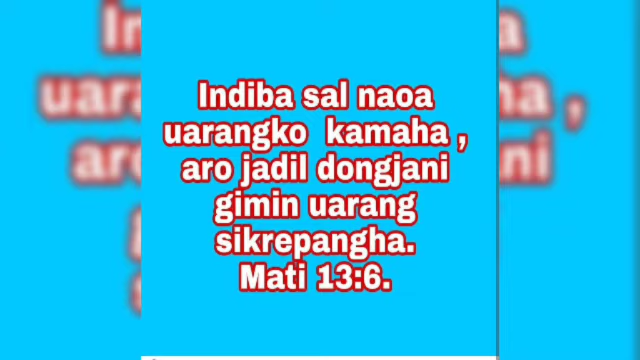 Indiba sal naoa
uarangko kamaha ,
aro jadil dongjani
gimin uarang
sikrepangha.
Mati 13:6.